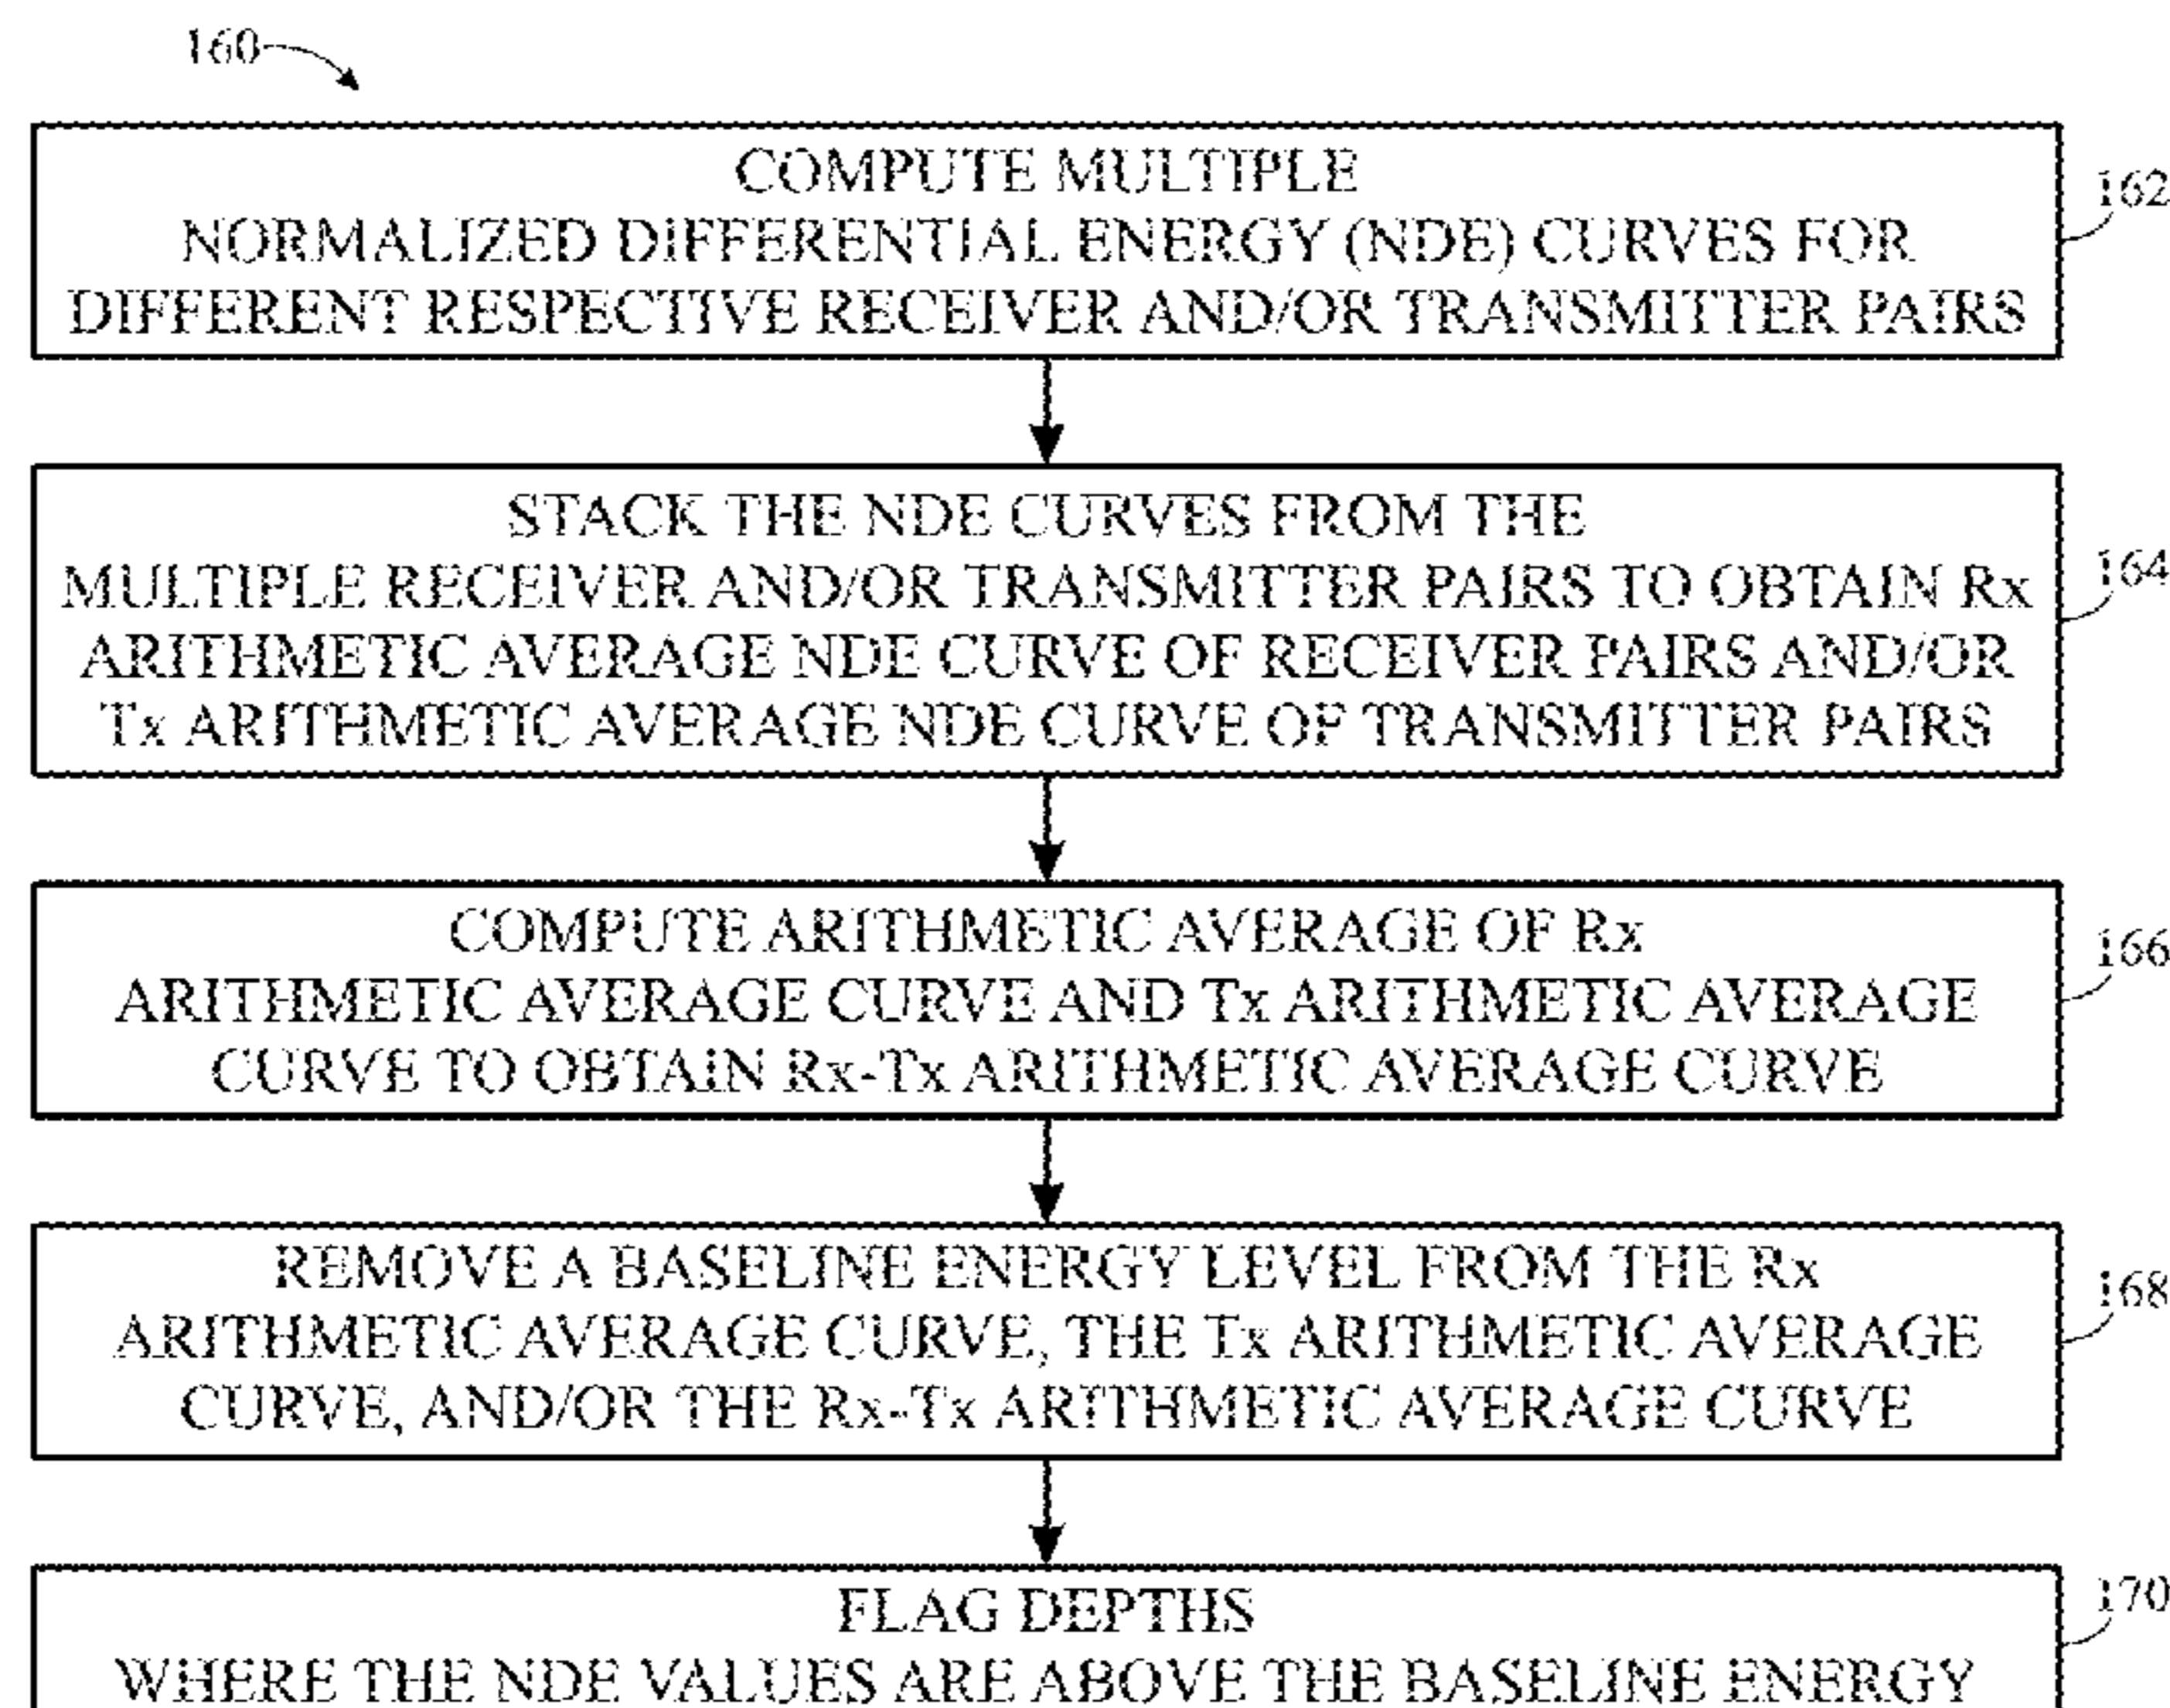 160
COMPUTE MULTIPLE
NORMALIZED DIFFERENTIAL ENERGY (NDE) CURVES FOR
DIFFERENT RESPECTIVE RECEIVER AND/OR TRANSMITTER PAIRS
162
STACK THE NDE CURVES FROM THE
MULTIPLE RECEIVER AND/OR TRANSMITTER PAIRS TO OBTAIN Rx
ARITHMETIC AVERAGE NDE CURVE OF RECEIVER PAIRS AND/OR
Tx ARITHMETIC AVERAGE NDE CURVE OF TRANSMITTER PAIRS
164
COMPUTE ARITHMETIC AVERAGE OF Rx
ARITHMETIC AVERAGE CURVE AND Tx ARITHMETIC AVERAGE
CURVE TO OBTAIN Rx-Tx ARITHMETIC AVERAGE CURVE
166
REMOVE A BASELINE ENERGY LEVEL FROM THE Rx
ARITHMETIC AVERAGE CURVE, THE Tx ARITHMETIC AVERAGE
CURVE, AND/OR THE Rx-Tx ARITHMETIC AVERAGE CURVE
168
FLAG DEPTHS
WHERE THE NDE VALUES ARE ABOVE THE BASELINE ENERGY
170